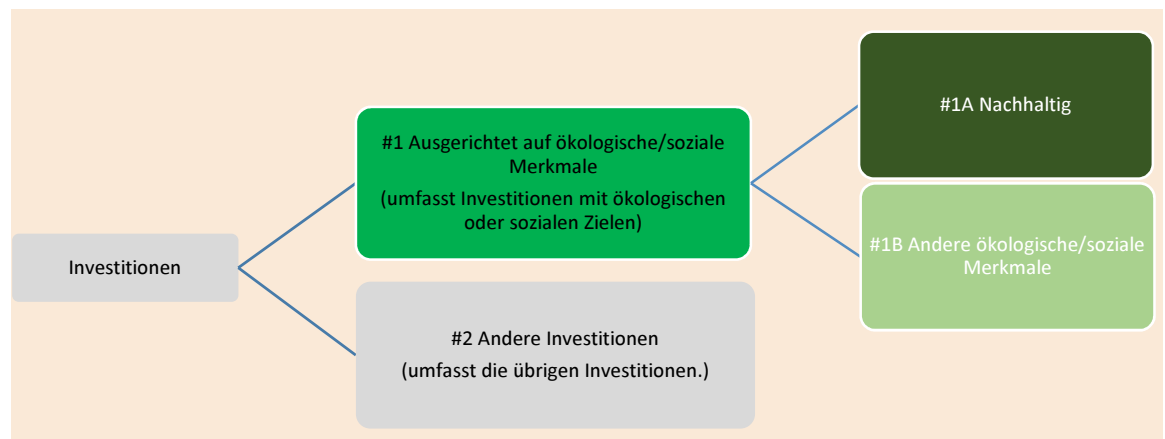 Investitionen
#1 Ausgerichtet auf ökologische/soziale
Merkmale
(umfasst Investitionen mit ökologischen
oder sozialen Zielen)
#2 Andere Investitionen
(umfasst die übrigen Investitionen.)
#1A Nachhaltig
#1B Andere ökologische/soziale
Merkmale